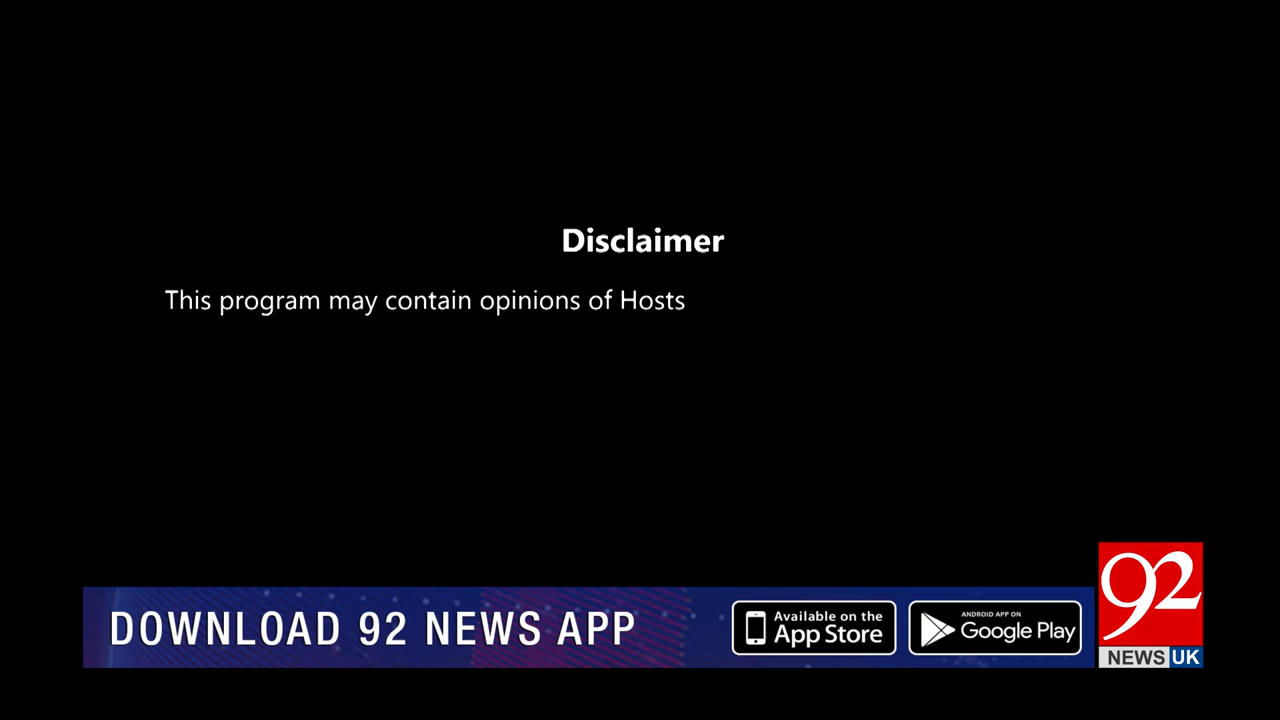 Disclaimer
This program may contain opinions of Hosts
DOWNLOAD 92 NEWS APP
Available on the
App Store
ANDROID APP ON
Google Play
92
NEWS UK